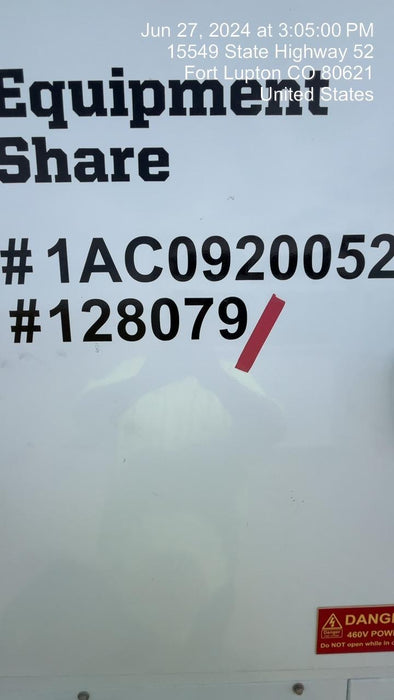 Jun 27, 2024 at 3:05:00 PM
15549 State Highway 52
Fort Lupton CO 80621
United States
Equipment
Share
#1AC0920052
#128079
DANGE
460V POW
Do NOT open while in